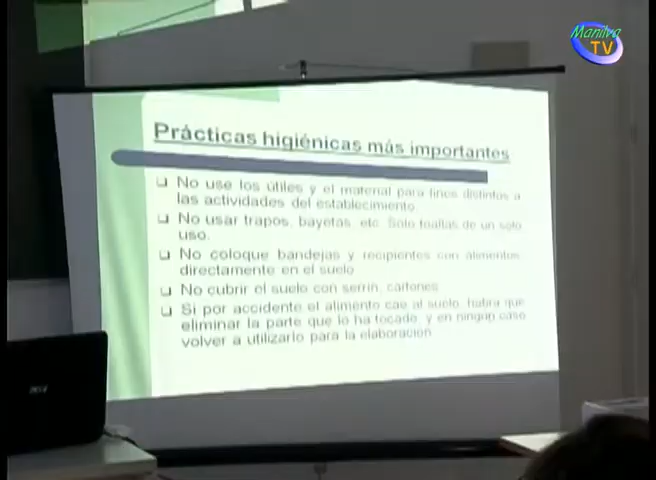 Manilva
TV
Prácticas higiénicas más importantes
❑ No use los útiles y el material para fines distintos a
las actividades del establecimiento.
❑ No usar trapos, bayetas, etc. Solo toallas de un solo
uso.
❑ No coloque bandejas y recipientes con alimentos
directamente en el suelo
❑ No cubrir el suelo con serrín, cartones
❑ Si por accidente el alimento cae al suelo, habrá que
eliminar la parte que lo ha tocado, y en ningún caso
volver a utilizarlo para la elaboración
acer